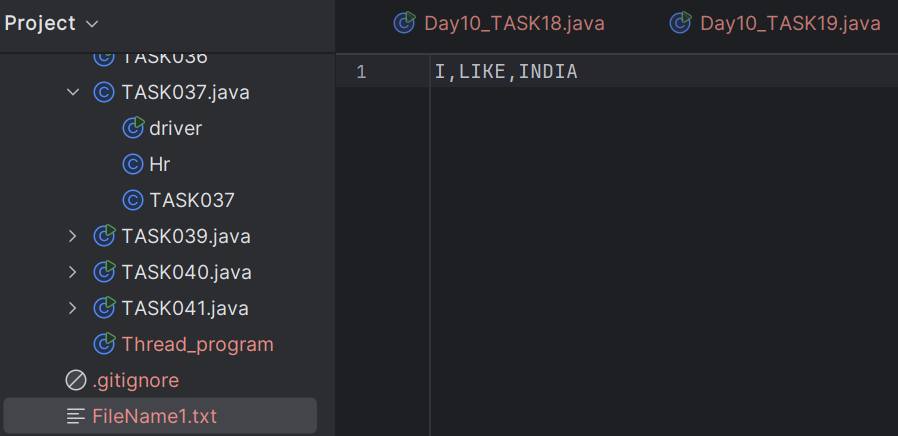 Project
Day10_TASK18.java
Day10_TASK19.java
TASK036
TASK037.java
driver
Hr
TASK037
TASK039.java
TASK040.java
TASK041.java
Thread_program
.gitignore
FileName1.txt
1 I,LIKE,INDIA